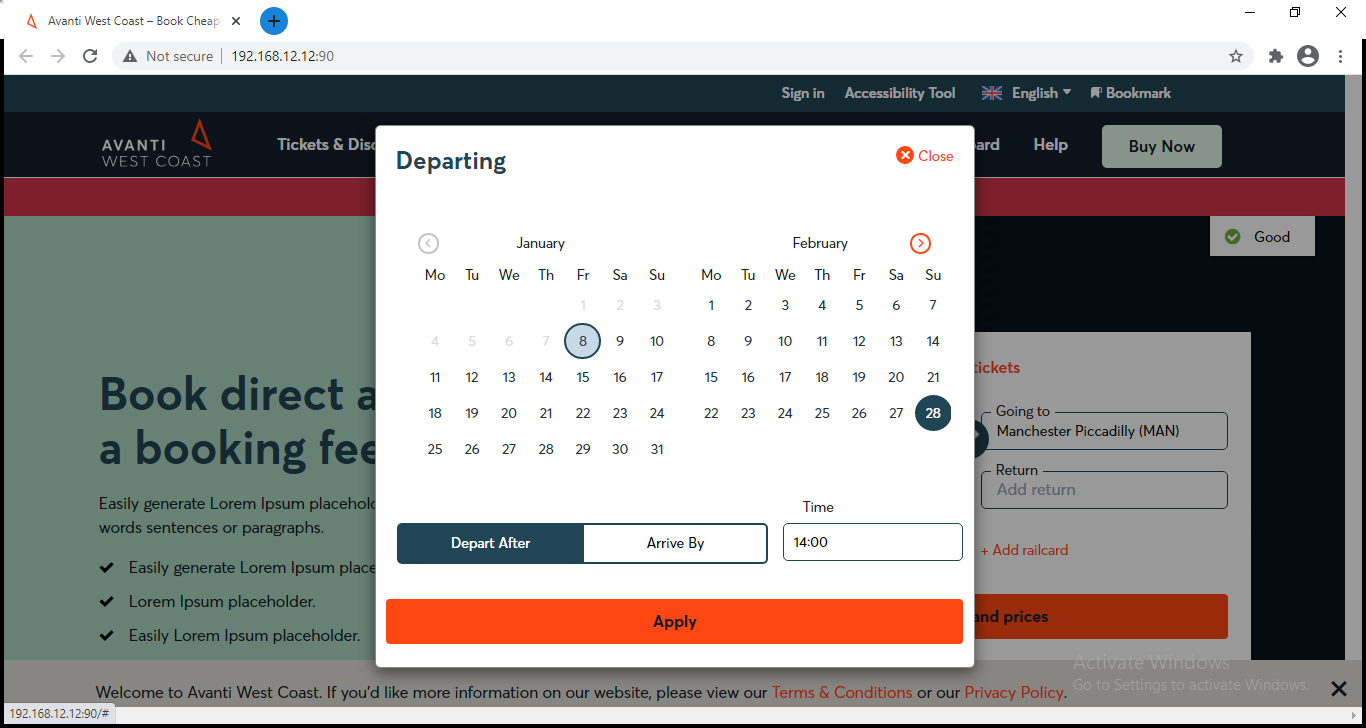 Avanti West Coast – Book Cheap
Not secure 192.168.12.12:90
Sign in Accessibility Tool English Bookmark
AVANTI
WEST COAST
Tickets & Disc
ard Help Buy Now
Departing
Close
Good
January February
Mo Tu We Th Fr Sa Su Mo Tu We Th Fr Sa Su
1 2 3 1 2 3 4 5 6 7
4 5 6 7 8 9 10 8 9 10 11 12 13 14
11 12 13 14 15 16 17 15 16 17 18 19 20 21
18 19 20 21 22 23 24 22 23 24 25 26 27 28
25 26 27 28 29 30 31
tickets
Going to
Manchester Piccadilly (MAN)
Return
Add return
+ Add railcard
and prices
Book direct a
a booking fee
Easily generate Lorem Ipsum placehol
words sentences or paragraphs.
Easily generate Lorem Ipsum place
Lorem Ipsum placeholder.
Easily Lorem Ipsum placeholder.
Time
Depart After Arrive By 14:00
Apply
Activate Windows
Go to Settings to activate Windows.
Welcome to Avanti West Coast. If you'd like more information on our website, please view our Terms & Conditions or our Privacy Policy.
192.168.12.12:90/#